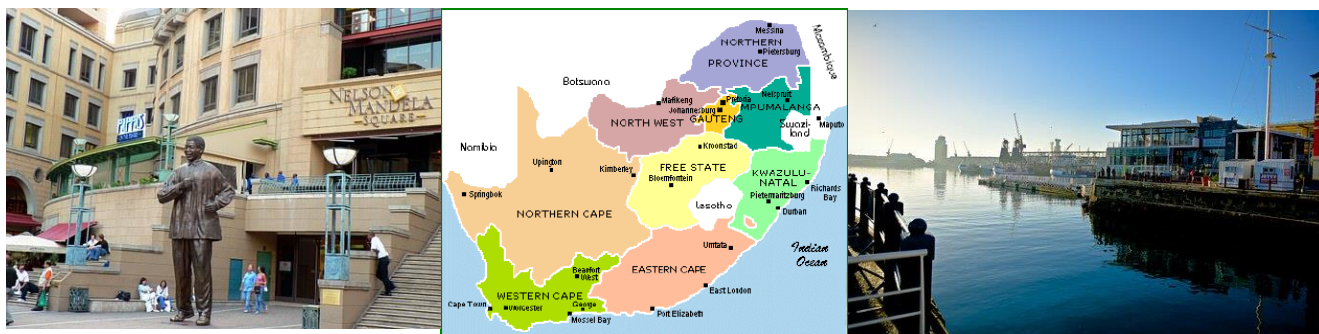 NELSON
MANDELA
SQUARE
PAPPAS
Messina
NORTHERN
Pietersburg
PROVINCE
Mozambique
Botswana
Mafikeng
Pretoria
Nelspruit
Johannesburg
MPUMALANGA
GAUTENG
NORTH WEST
Swazi-
land
Maputo
Kroonstad
Namibia
Upington
Kimberley
FREE STATE
Bloemfontein
KWAZULU-
NATAL
Richards
Bay
Springbok
Pietermaritzburg
Lesotho
Durban
NORTHERN CAPE
Umtata
Indian
Ocean
EASTERN CAPE
Beaufort
West
WESTERN CAPE
East London
Cape Town
Worcester
George
Mossel Bay
Port Elizabeth